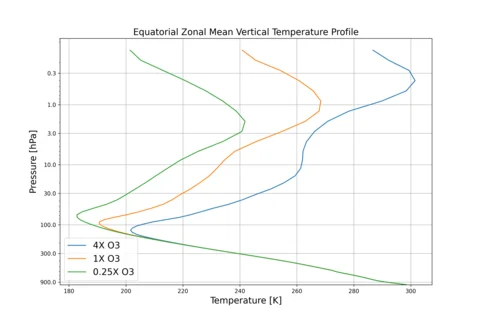 Equatorial Zonal Mean Vertical Temperature Profile
Pressure [hPa]
0.3
1.0
3.0
10.0
30.0
100.0
300.0
900.0
4X O3
1X O3
0.25X O3
180
200
220
240
260
280
300
Temperature [K]